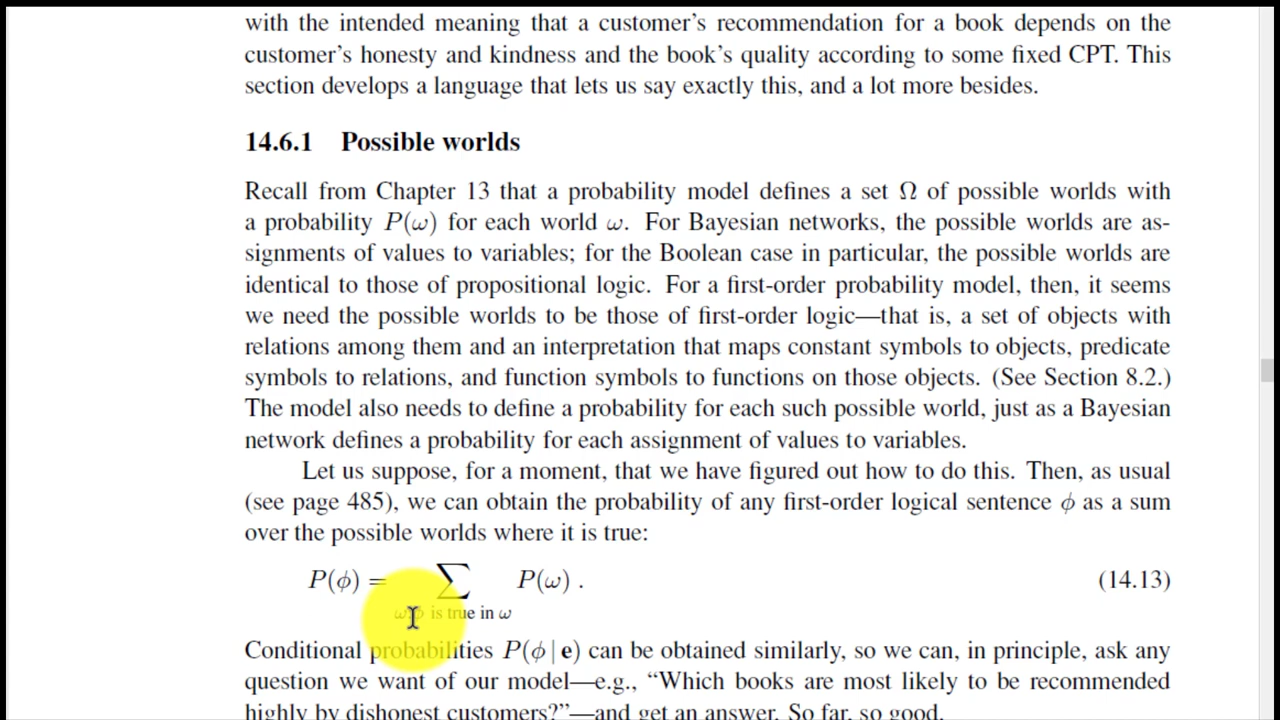 with the intended meaning that a customer’s recommendation for a book depends on the
customer’s honesty and kindness and the book’s quality according to some fixed CPT. This
section develops a language that lets us say exactly this, and a lot more besides.
14.6.1 Possible worlds
Recall from Chapter 13 that a probability model defines a set Ω of possible worlds with
a probability P(ω) for each world ω. For Bayesian networks, the possible worlds are as-
signments of values to variables; for the Boolean case in particular, the possible worlds are
identical to those of propositional logic. For a first-order probability model, then, it seems
we need the possible worlds to be those of first-order logic—that is, a set of objects with
relations among them and an interpretation that maps constant symbols to objects, predicate
symbols to relations, and function symbols to functions on those objects. (See Section 8.2.)
The model also needs to define a probability for each such possible world, just as a Bayesian
network defines a probability for each assignment of values to variables.
Let us suppose, for a moment, that we have figured out how to do this. Then, as usual
(see page 485), we can obtain the probability of any first-order logical sentence ϕ as a sum
over the possible worlds where it is true:
P(ϕ) = ∑ P(ω) . (14.13)
ω:ϕ is true in ω
Conditional probabilities P(ϕ | e) can be obtained similarly, so we can, in principle, ask any
question we want of our model—e.g., “Which books are most likely to be recommended
highly by dishonest customers?”—and get an answer. So far, so good.